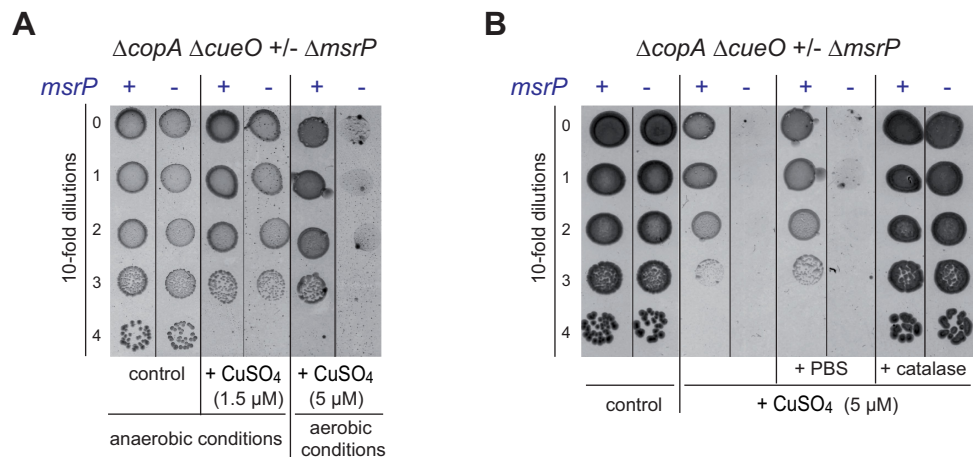 A
ΔcopA ΔcueO +/- ΔmsrP
msrP + - + - + -
10-fold dilutions
0
1
2
3
4
control
+ CuSO₄
(1.5 µM)
+ CuSO₄
(5 µM)
anaerobic conditions
aerobic
conditions
B
ΔcopA ΔcueO +/- ΔmsrP
msrP + - + - + - + -
10-fold dilutions
0
1
2
3
4
+ PBS
+ catalase
control
+ CuSO₄ (5 µM)